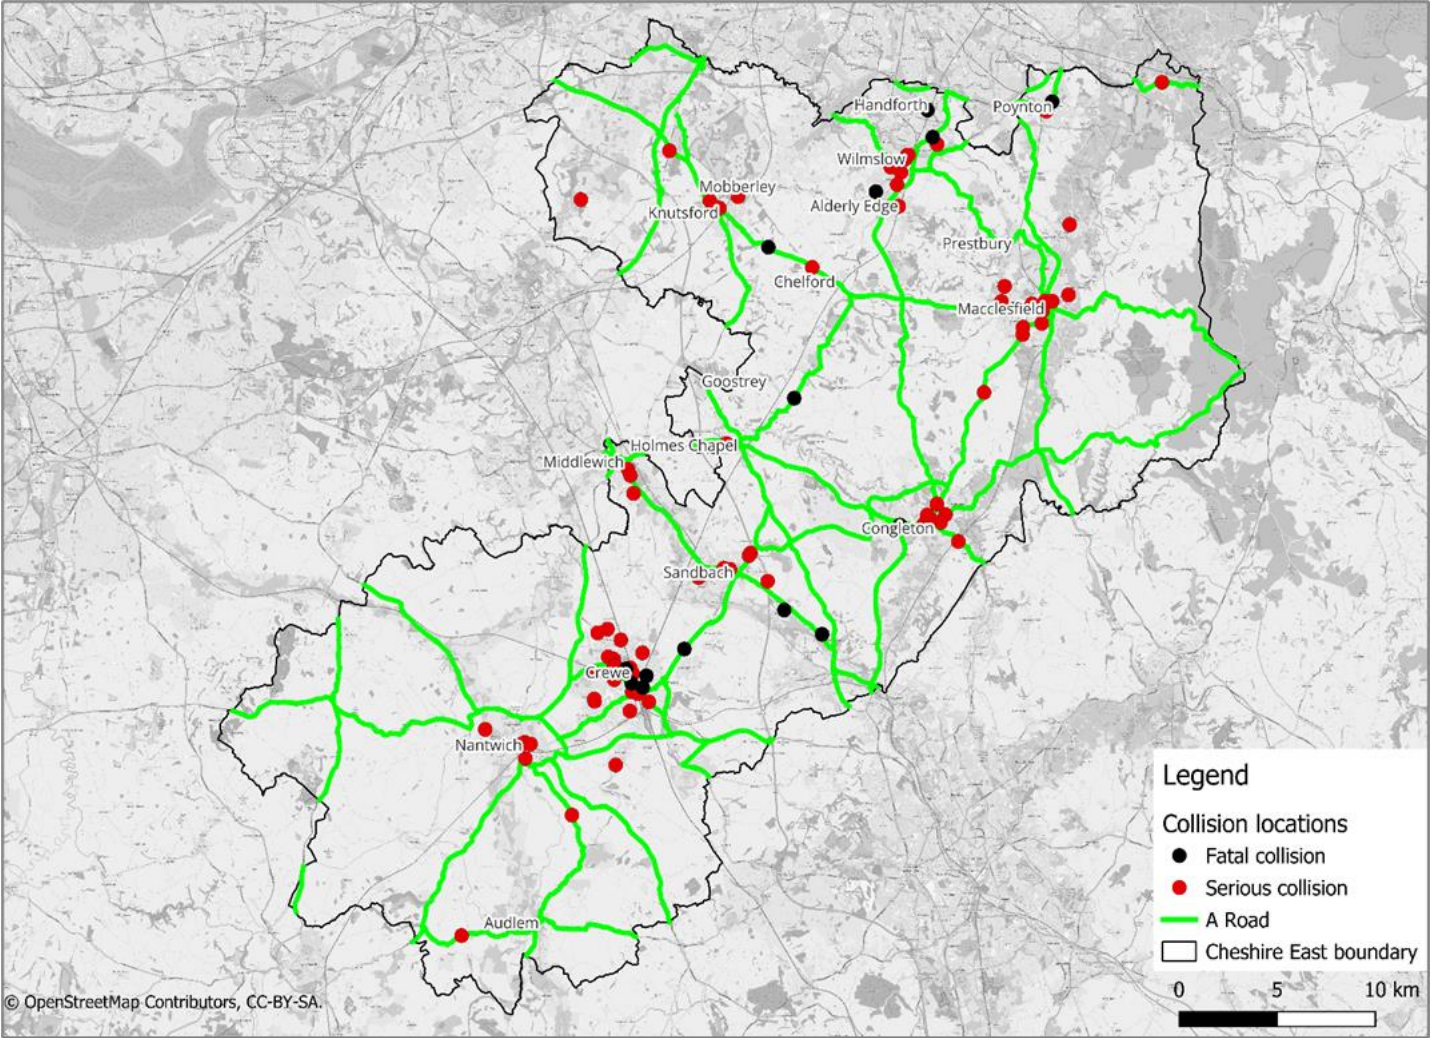 Handforth
Poynton
Wilmslow
Mobberley
Knutsford
Alderly Edge
Prestbury
Chelford
Macclesfield
Goostrey
Holmes Chapel
Middlewich
Congleton
Sandbach
Crewe
Nantwich
Audlem
Legend
Collision locations
Fatal collision
Serious collision
A Road
Cheshire East boundary
0 5 10 km
© OpenStreetMap Contributors, CC-BY-SA.